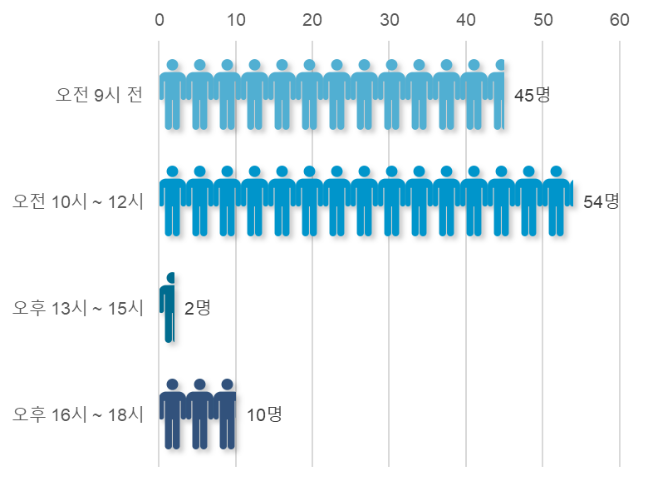 0 10 20 30 40 50 60
오전 9시 전 45명
오전 10시 ~ 12시 54명
오후 13시 ~ 15시 2명
오후 16시 ~ 18시 10명